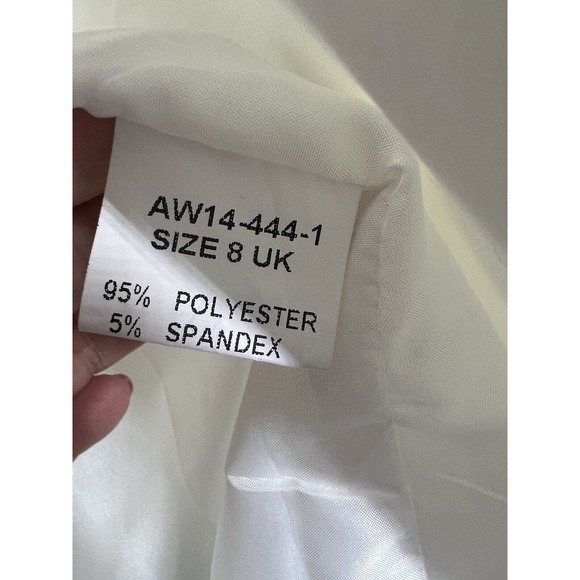 AW14-444-1
SIZE 8 UK
95% POLYESTER
5% SPANDEX